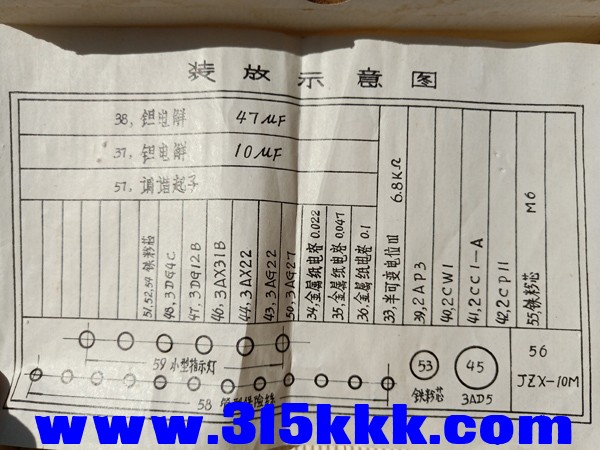 装放示意图
38,钽电解 47μF
37,钽电解 10μF
57,调谐起子
51,52,54 铁粉芯
48,3DG4C
47,3DG12B
46,3AX31B
44,3AX22
43,3AG22
50,3AG27
34,金属纸电容 0.022
35,金属纸电容 0.047
36,金属纸电容 0.1
33,半可变电位Ⅲ 6.8KΩ
39,2AP3
40,2CW1
41,2CC1-A
42,2CP11
55,铁粉芯 M6
59 小型指示灯
58
53
铁粉芯
45
3AD5
56
JZX-10M
www.315kkk.com